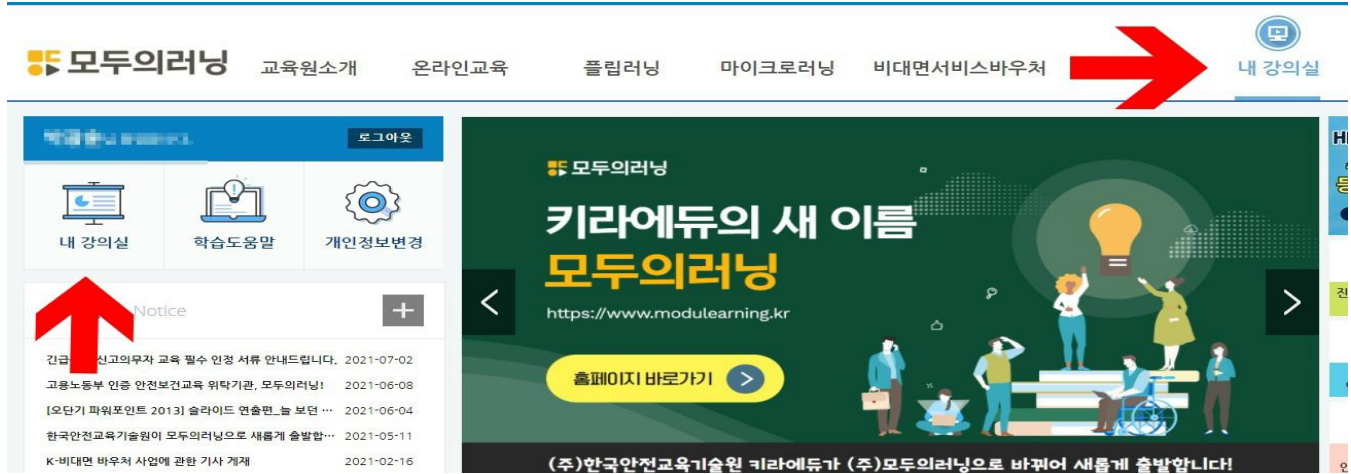 모두의러닝
교육원소개 온라인교육 플립러닝 마이크로러닝 비대면서비스바우처 내 강의실
로그아웃
내 강의실 학습도움말 개인정보변경
Notice
긴급 신고의무자 교육 필수 인정 서류 안내드립니다. 2021-07-02
고용노동부 인증 안전보건교육 위탁기관, 모두의러닝! 2021-06-08
[오단기 파워포인트 2013] 슬라이드 연출편_늘 보던 … 2021-06-04
한국안전교육기술원이 모두의러닝으로 새롭게 출발합… 2021-05-11
K-비대면 바우처 사업에 관한 기사 게재 2021-02-16
모두의러닝
키라에듀의 새 이름
모두의러닝
https://www.modulearning.kr
홈페이지 바로가기
(주)한국안전교육기술원 키라에듀가 (주)모두의러닝으로 바뀌어 새롭게 출발합니다!